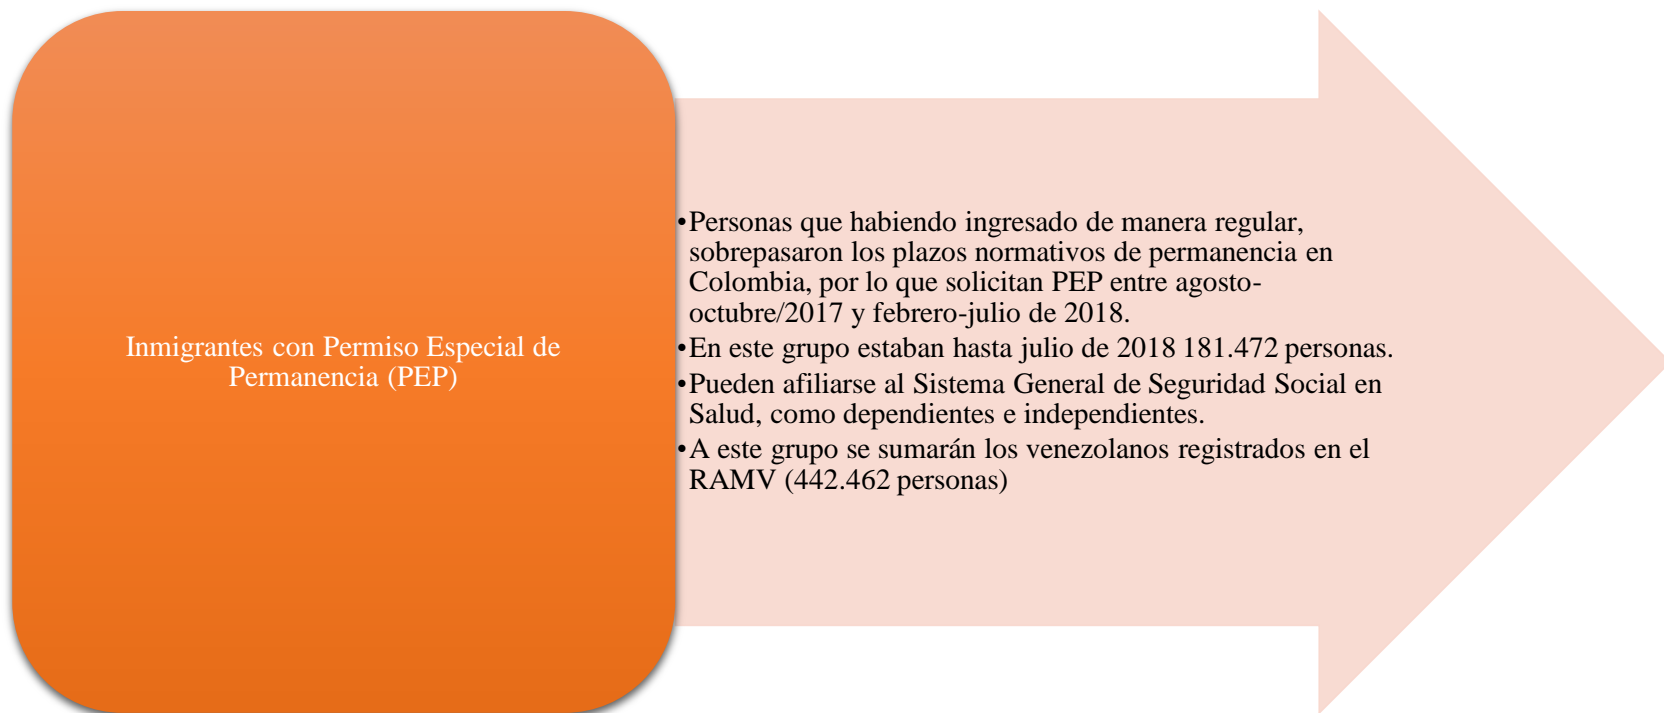 Inmigrantes con Permiso Especial de
Permanencia (PEP)
•Personas que habiendo ingresado de manera regular,
sobrepasaron los plazos normativos de permanencia en
Colombia, por lo que solicitan PEP entre agosto-
octubre/2017 y febrero-julio de 2018.
•En este grupo estaban hasta julio de 2018 181.472 personas.
•Pueden afiliarse al Sistema General de Seguridad Social en
Salud, como dependientes e independientes.
•A este grupo se sumarán los venezolanos registrados en el
RAMV (442.462 personas)